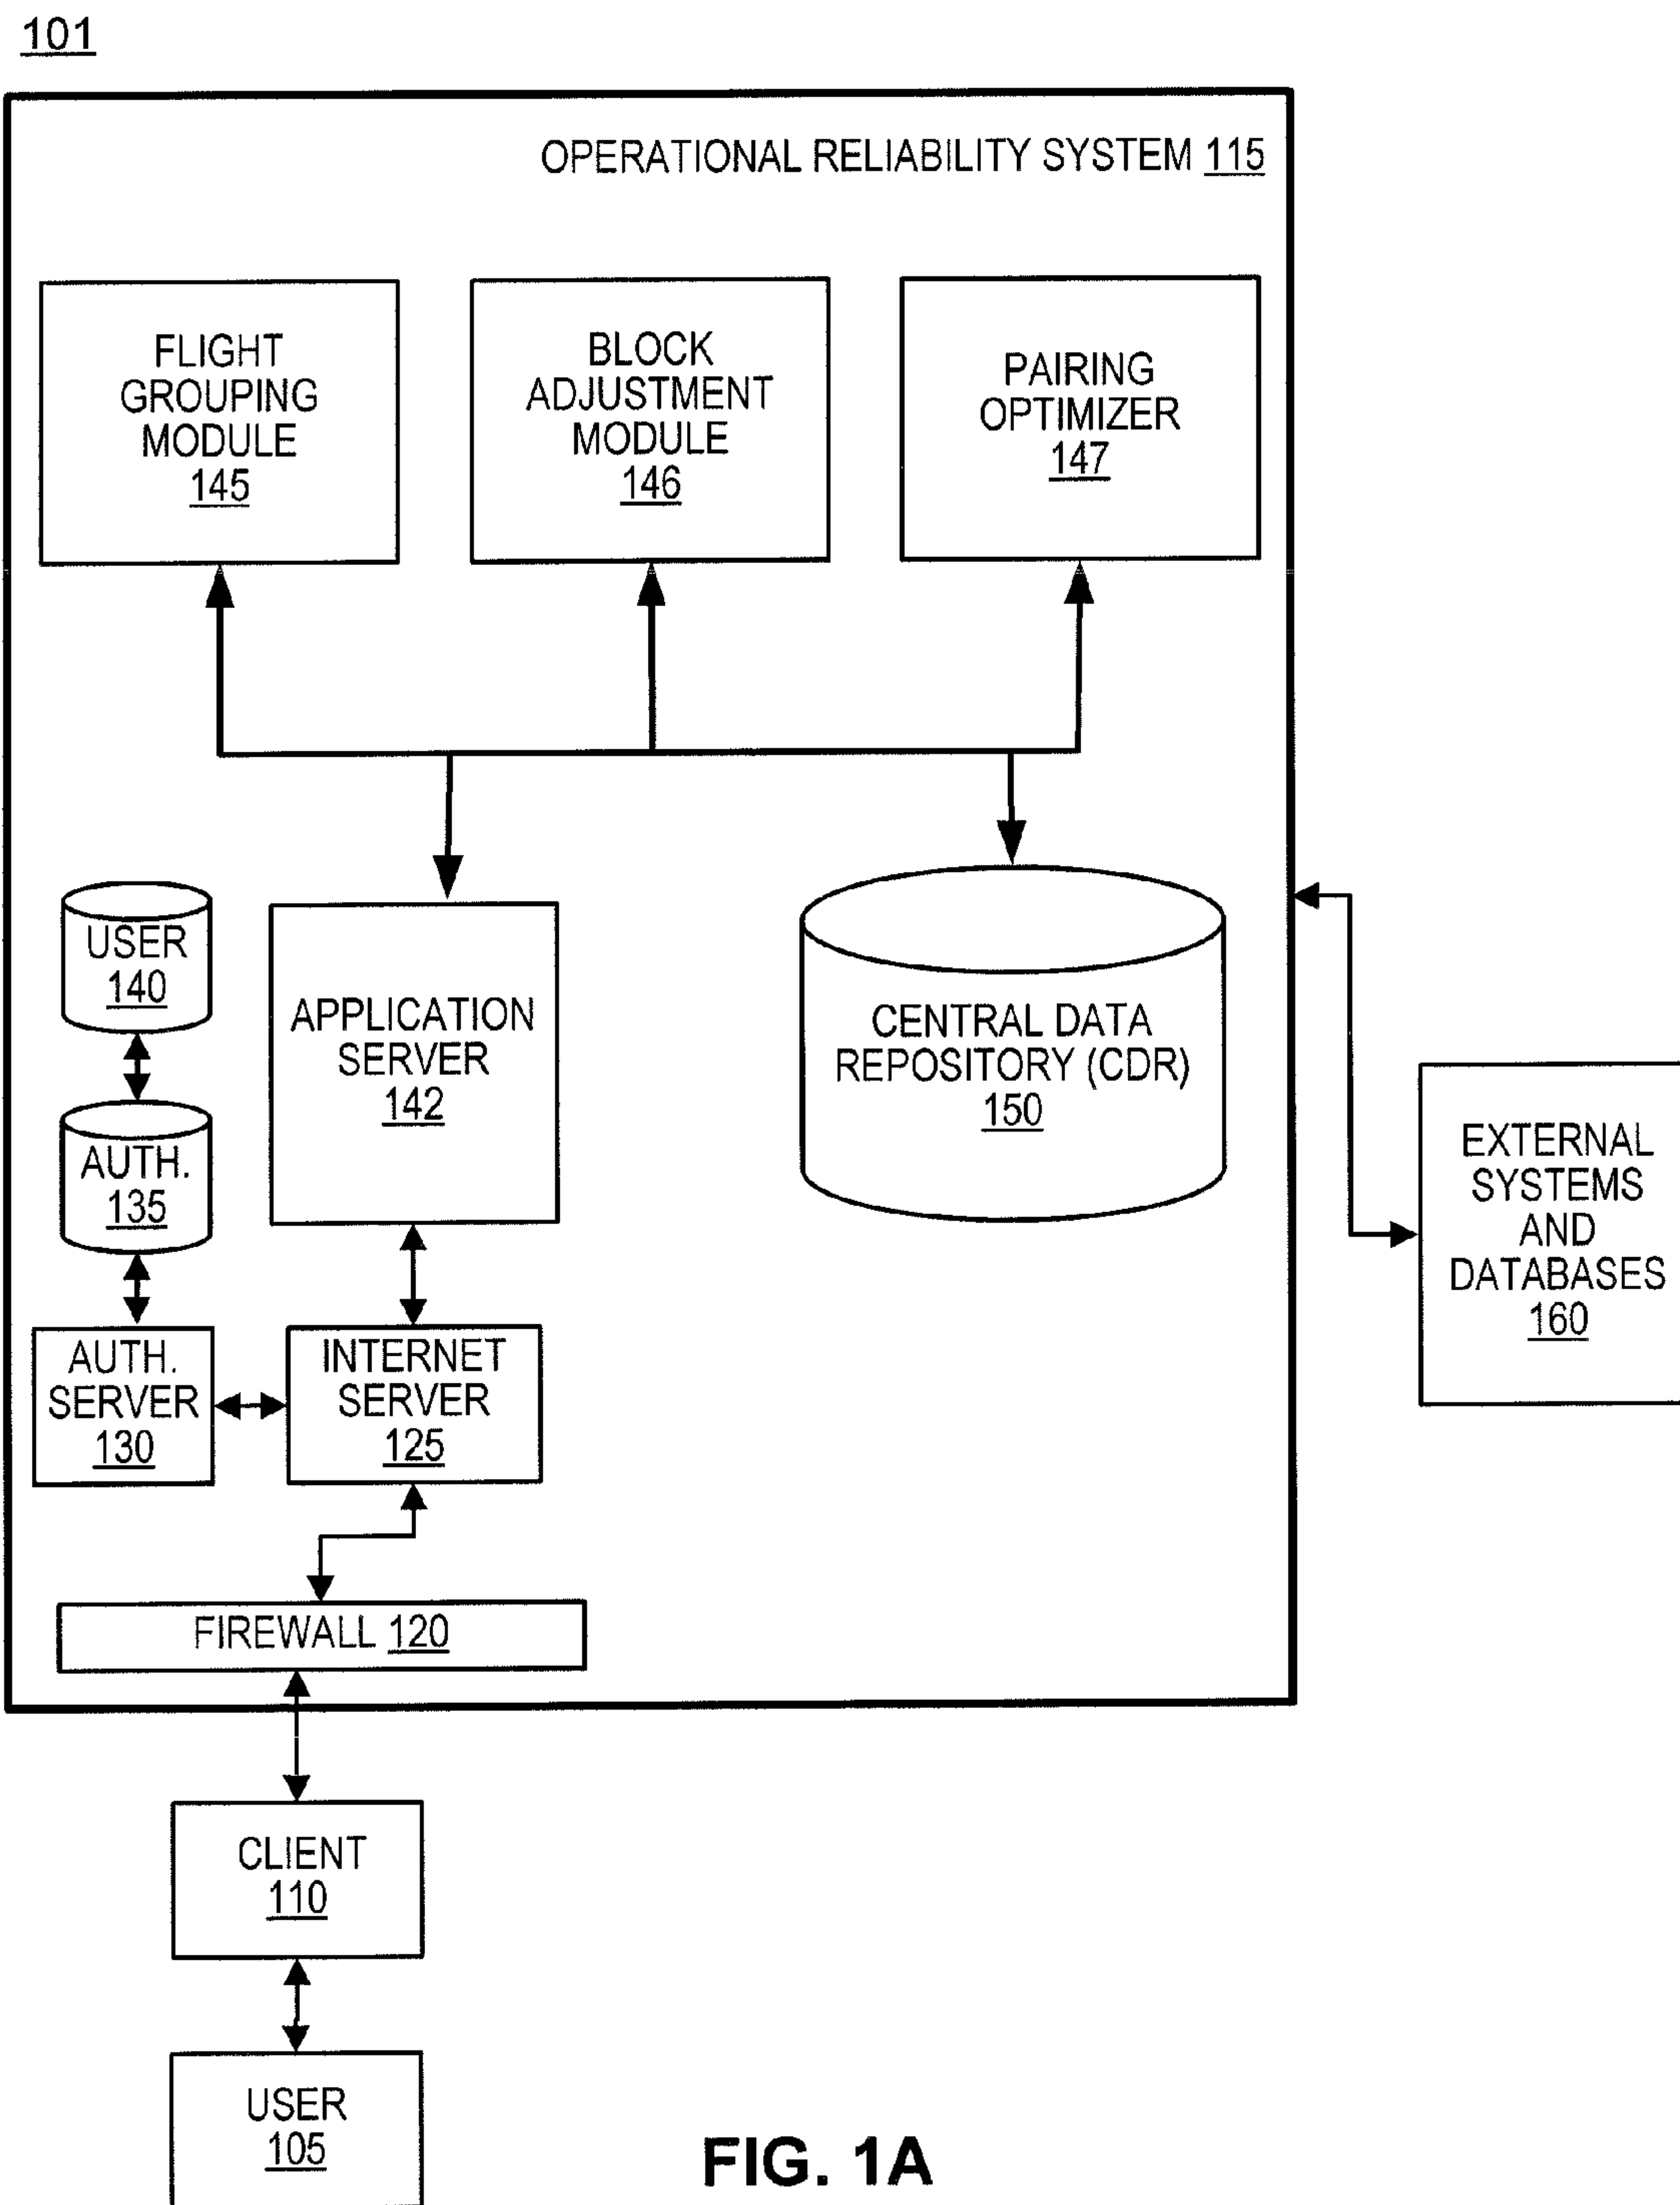 101
OPERATIONAL RELIABILITY SYSTEM 115
FLIGHT
GROUPING
MODULE
145
BLOCK
ADJUSTMENT
MODULE
146
PAIRING
OPTIMIZER
147
USER
140
APPLICATION
SERVER
142
CENTRAL DATA
REPOSITORY (CDR)
150
AUTH.
135
EXTERNAL
SYSTEMS
AND
DATABASES
160
AUTH.
SERVER
130
INTERNET
SERVER
125
FIREWALL 120
CLIENT
110
USER
105
FIG. 1A